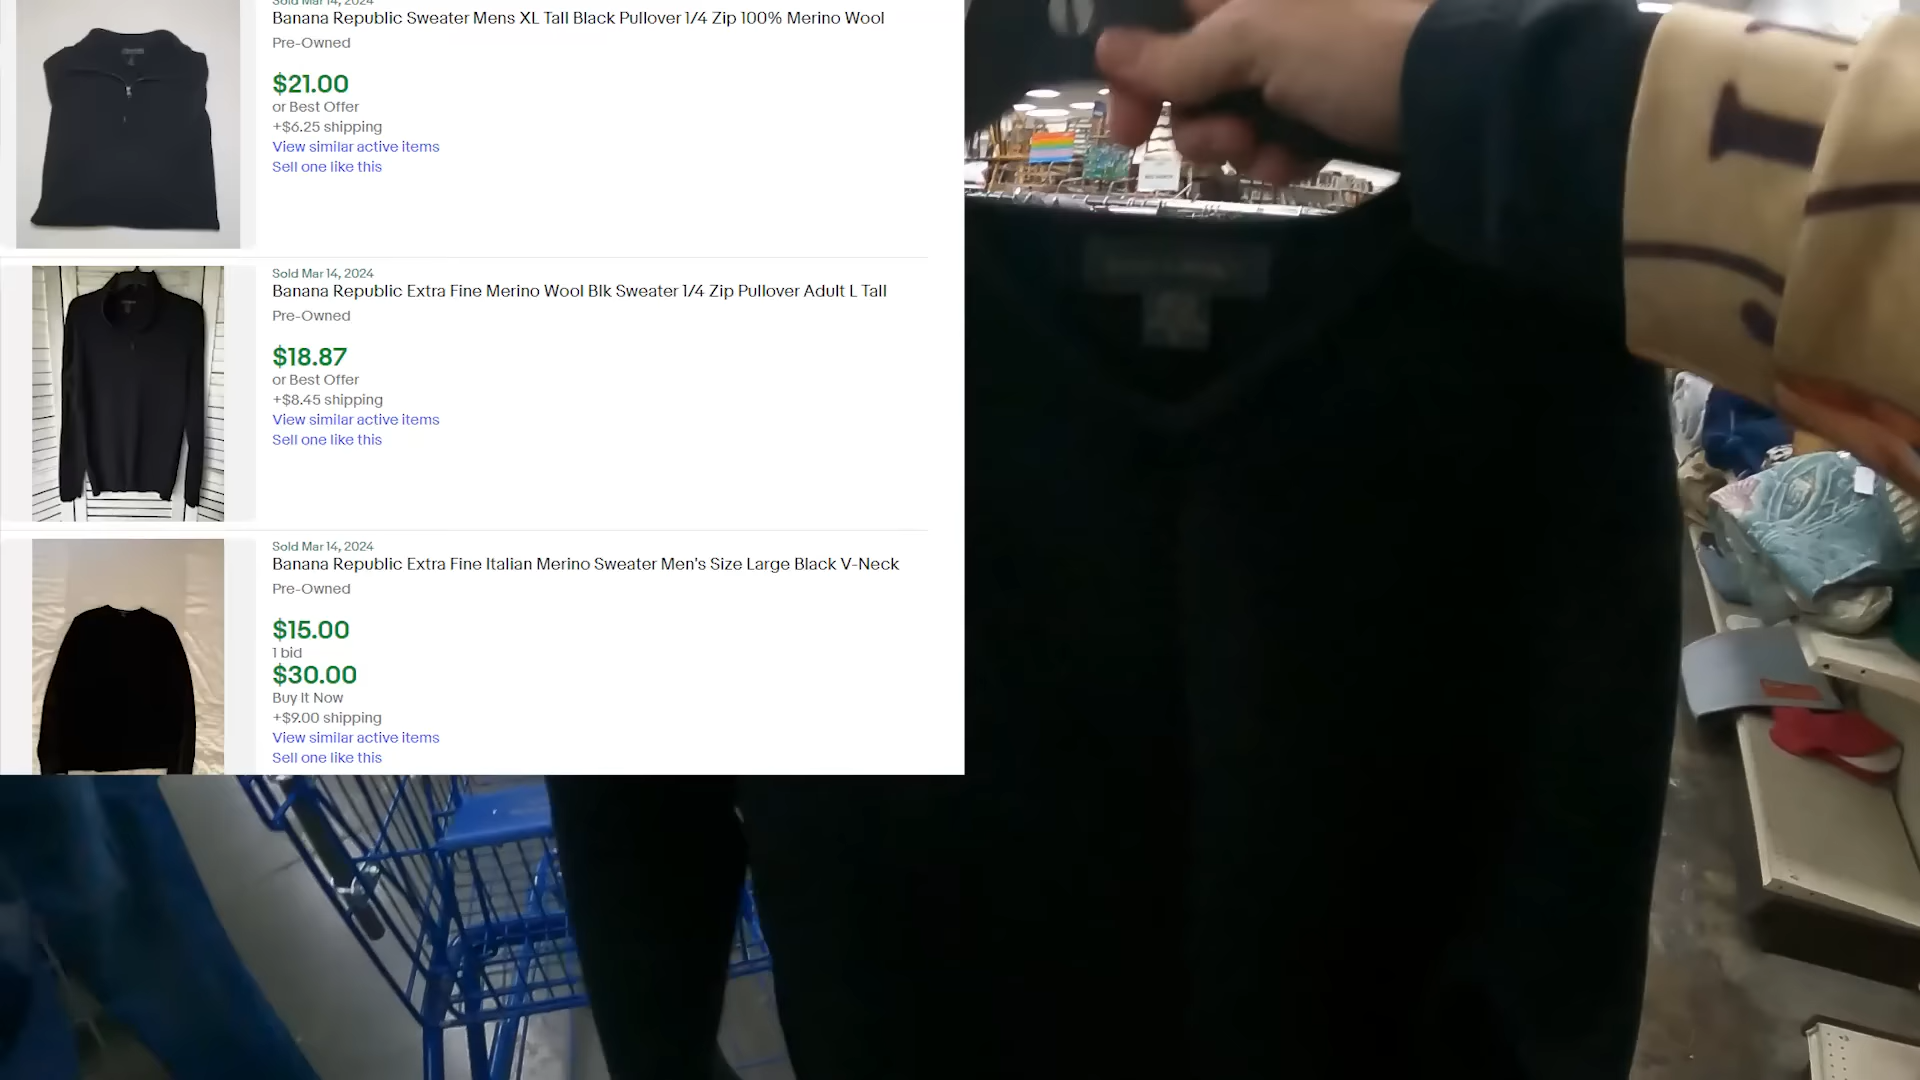 Sold Mar 14, 2024
Banana Republic Sweater Mens XL Tall Black Pullover 1/4 Zip 100% Merino Wool
Pre-Owned
$21.00
or Best Offer
+$6.25 shipping
View similar active items
Sell one like this
Sold Mar 14, 2024
Banana Republic Extra Fine Merino Wool Blk Sweater 1/4 Zip Pullover Adult L Tall
Pre-Owned
$18.87
or Best Offer
+$8.45 shipping
View similar active items
Sell one like this
Sold Mar 14, 2024
Banana Republic Extra Fine Italian Merino Sweater Men's Size Large Black V-Neck
Pre-Owned
$15.00
1 bid
$30.00
Buy It Now
+$9.00 shipping
View similar active items
Sell one like this